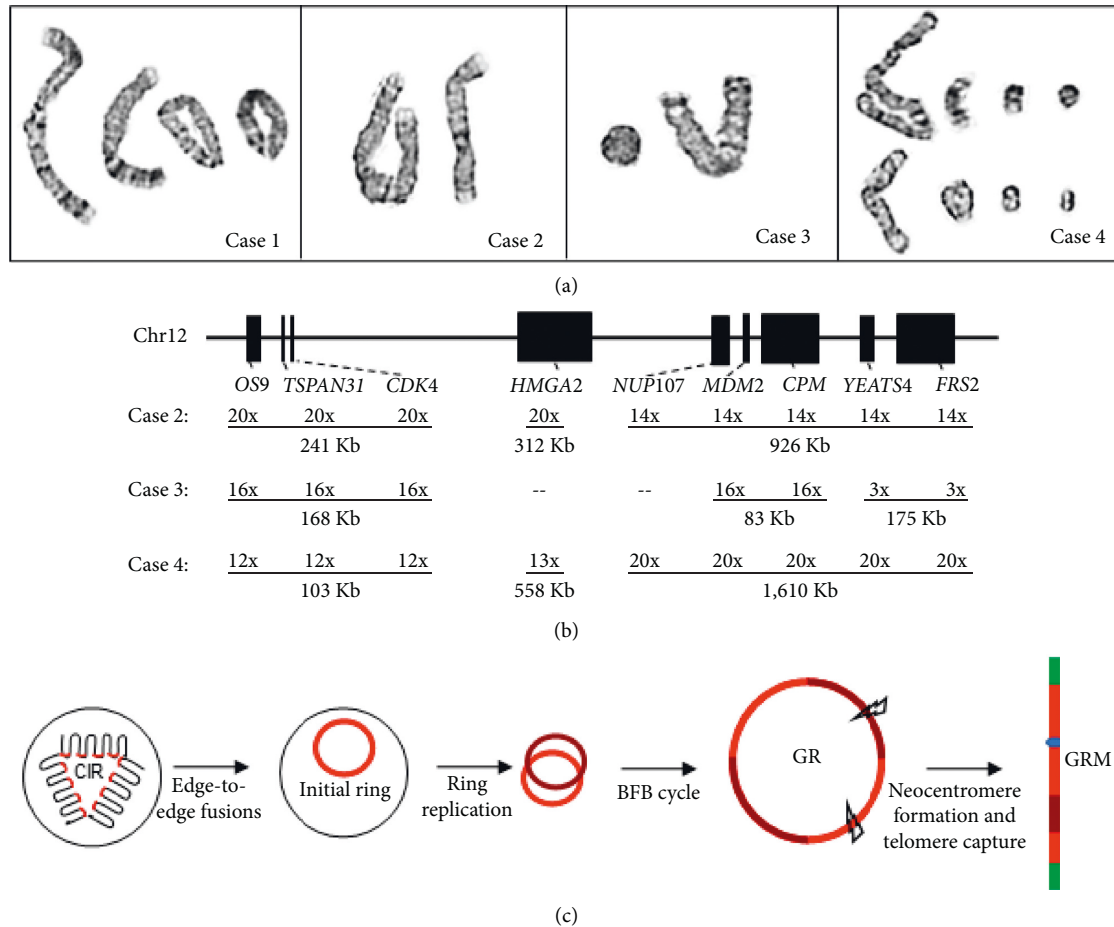 Case 1
Case 2
Case 3
Case 4
(a)
Chr12
OS9 TSPAN31 CDK4 HMGA2 NUP107 MDM2 CPM YEATS4 FRS2
Case 2: 20x 20x 20x 20x 14x 14x 14x 14x 14x
241 Kb 312 Kb 926 Kb
Case 3: 16x 16x 16x -- -- 16x 16x 3x 3x
168 Kb 83 Kb 175 Kb
Case 4: 12x 12x 12x 13x 20x 20x 20x 20x 20x
103 Kb 558 Kb 1,610 Kb
(b)
CIR
Edge-to-
edge fusions
Initial ring
Ring
replication
BFB cycle
GR
Neocentromere
formation and
telomere capture
GRM
(c)